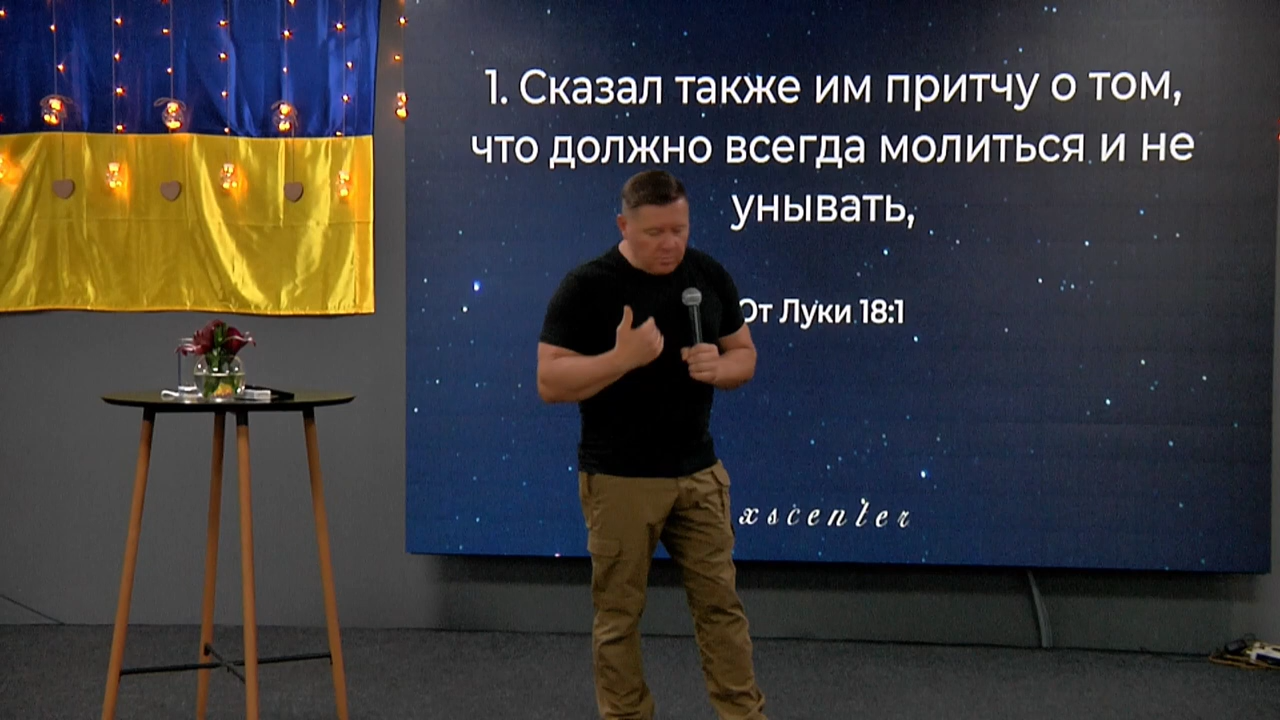 1. Сказал также им притчу о том,
что должно всегда молиться и не
унывать,
От Луки 18:1
xscenter